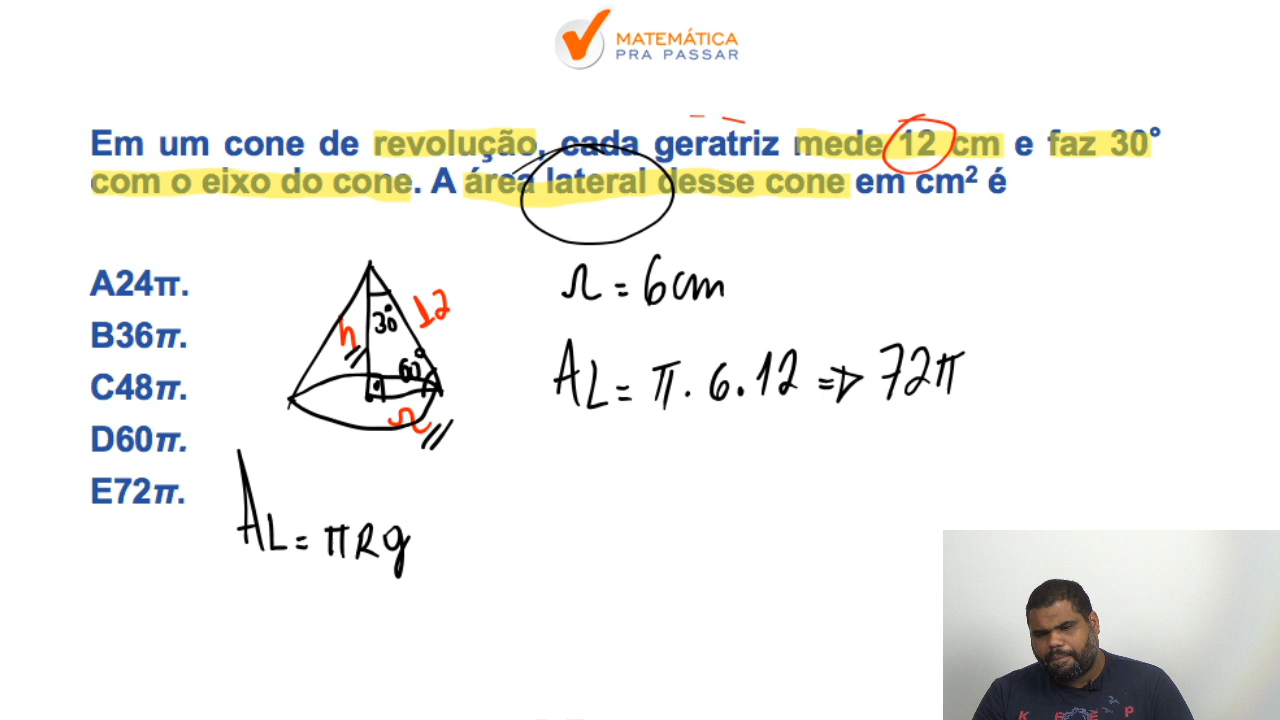 MATEMÁTICA
PRA PASSAR
Em um cone de revolução, cada geratriz mede 12 cm e faz 30°
com o eixo do cone. A área lateral desse cone em cm² é
A24π.
B36π.
C48π.
D60π.
E72π.
30°
12
h
60°
r
r = 6cm
AL = π . 6 . 12 => 72π
AL = πRg
K E E P